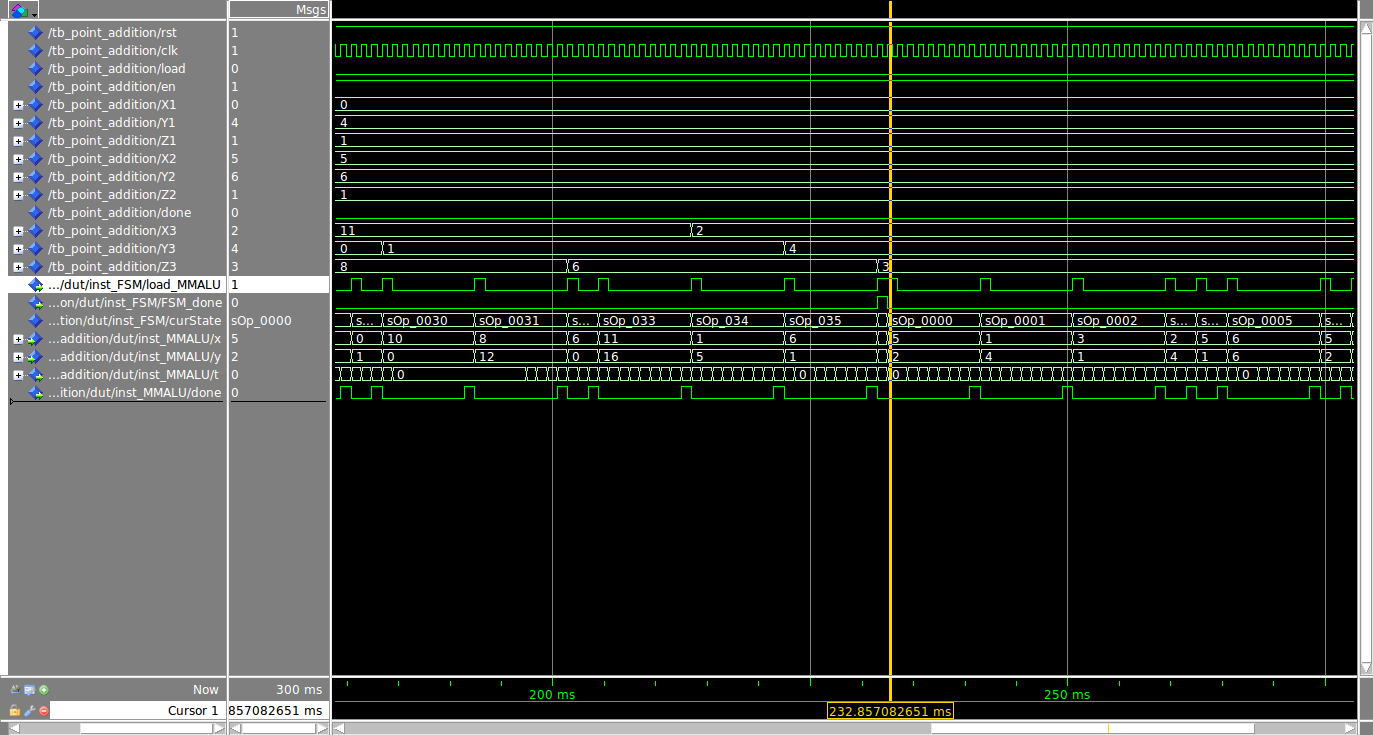 Msgs
/tb_point_addition/rst 1
/tb_point_addition/clk 1
/tb_point_addition/load 0
/tb_point_addition/en 1
/tb_point_addition/X1 0 0
/tb_point_addition/Y1 4 4
/tb_point_addition/Z1 1 1
/tb_point_addition/X2 5 5
/tb_point_addition/Y2 6 6
/tb_point_addition/Z2 1 1
/tb_point_addition/done 0
/tb_point_addition/X3 2 11 2
/tb_point_addition/Y3 4 0 1 4
/tb_point_addition/Z3 3 8 6 3
.../dut/inst_FSM/load_MMALU 1
...on/dut/inst_FSM/FSM_done 0
...tion/dut/inst_FSM/curState sOp_0000 s... sOp_0030 sOp_0031 s... sOp_033 sOp_034 sOp_035 sOp_0000 sOp_0001 sOp_0002 s... s... sOp_0005 s...
...addition/dut/inst_MMALU/x 5 0 10 8 6 11 1 6 5 1 3 2 5 6 5
...addition/dut/inst_MMALU/y 2 1 0 12 0 16 5 1 2 4 1 4 1 6 2
...addition/dut/inst_MMALU/t 0 0 0 0 0
...ition/dut/inst_MMALU/done 0
Now 300 ms 200 ms 250 ms
Cursor 1 857082651 ms 232.857082651 ms